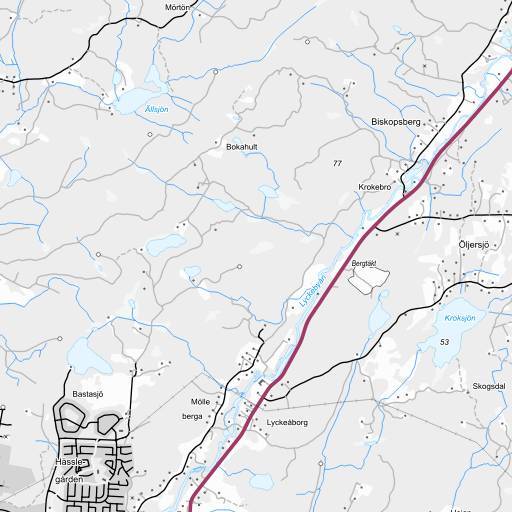 Mörtön
Ällsjön
Biskopsberg
Bokahult
77
Krokebro
Öljersjö
Bergtäkt
Lyckebyån
Kroksjön
53
Skogsdal
Bastasjö
Mölle
berga
Lyckeåborg
Hässle-
gården